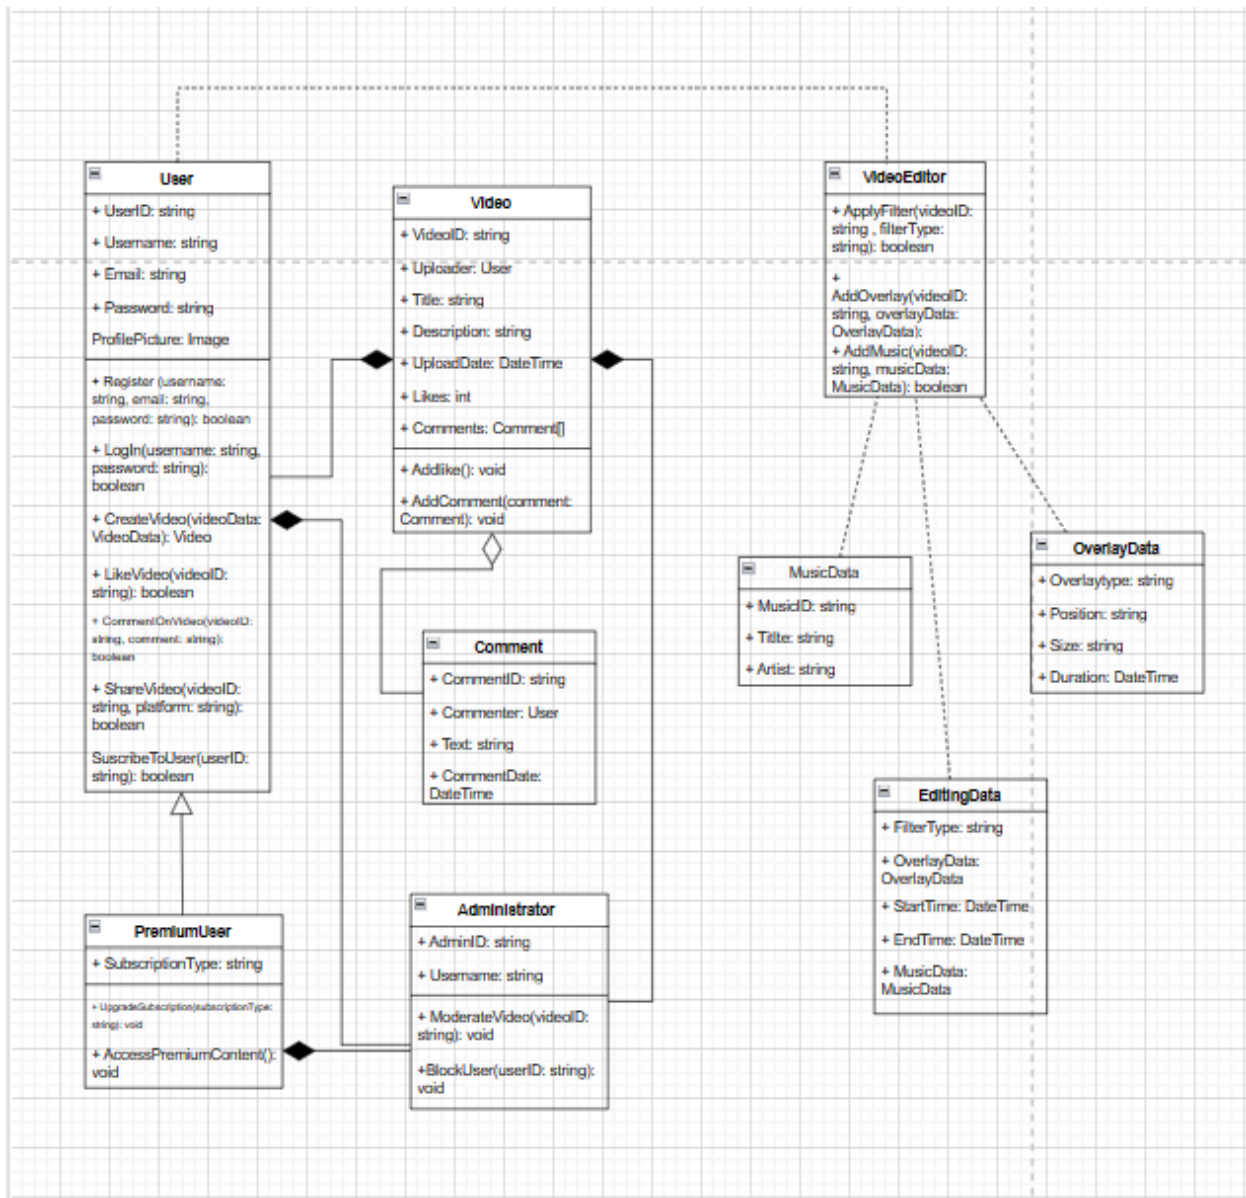 User
+ UserID: string
+ Username: string
+ Email: string
+ Password: string
ProfilePicture: Image
+ Register (username:
string, email: string,
password: string): boolean
+ LogIn(username: string,
password: string):
boolean
+ CreateVideo(videoData:
VideoData): Video
+ LikeVideo(videoID:
string): boolean
+ CommentOnVideo(videoID:
string, comment: string):
boolean
+ ShareVideo(videoID:
string, platform: string):
boolean
SuscribeToUser(userID:
string): boolean
Video
+ VideoID: string
+ Uploader: User
+ Title: string
+ Description: string
+ UploadDate: DateTime
+ Likes: int
+ Comments: Comment[]
+ Addlike(): void
+ AddComment(comment:
Comment): void
VideoEditor
+ ApplyFilter(videoID:
string , filterType:
string): boolean
+
AddOverlay(videoID:
string, overlayData:
OverlayData):
+ AddMusic(videoID:
string, musicData:
MusicData): boolean
MusicData
+ MusicID: string
+ Titlte: string
+ Artist: string
OverlayData
+ Overlaytype: string
+ Position: string
+ Size: string
+ Duration: DateTime
Comment
+ CommentID: string
+ Commenter: User
+ Text: string
+ CommentDate:
DateTime
EditingData
+ FilterType: string
+ OverlayData:
OverlayData
+ StartTime: DateTime
+ EndTime: DateTime
+ MusicData:
MusicData
PremiumUser
+ SubscriptionType: string
+ UpgradeSubscription(subscriptionType:
string): void
+ AccessPremiumContent():
void
Administrator
+ AdminID: string
+ Username: string
+ ModerateVideo(videoID:
string): void
+BlockUser(userID: string):
void